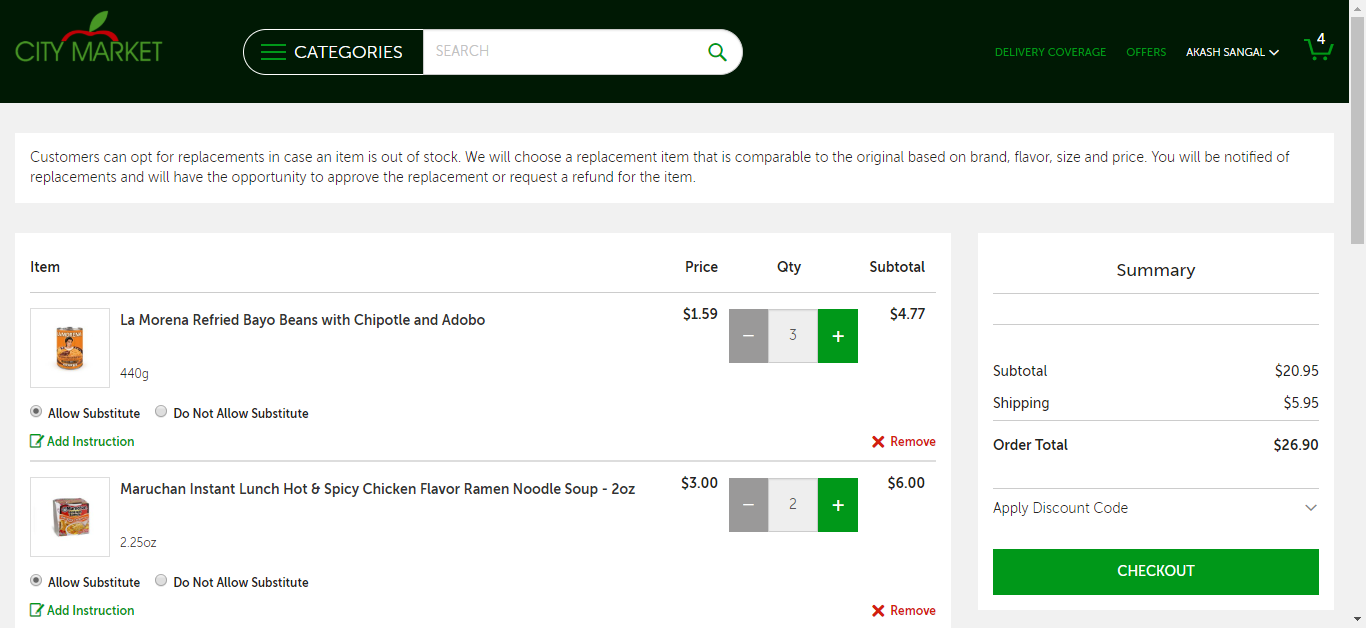 CITY MARKET
CATEGORIES
SEARCH
DELIVERY COVERAGE
OFFERS
AKASH SANGAL
4
Customers can opt for replacements in case an item is out of stock. We will choose a replacement item that is comparable to the original based on brand, flavor, size and price. You will be notified of
replacements and will have the opportunity to approve the replacement or request a refund for the item.
Item Price Qty Subtotal
La Morena Refried Bayo Beans with Chipotle and Adobo $1.59 − 3 + $4.77
440g
Allow Substitute Do Not Allow Substitute
Add Instruction Remove
Maruchan Instant Lunch Hot & Spicy Chicken Flavor Ramen Noodle Soup - 2oz $3.00 − 2 + $6.00
2.25oz
Allow Substitute Do Not Allow Substitute
Add Instruction Remove
Summary
Subtotal $20.95
Shipping $5.95
Order Total $26.90
Apply Discount Code
CHECKOUT